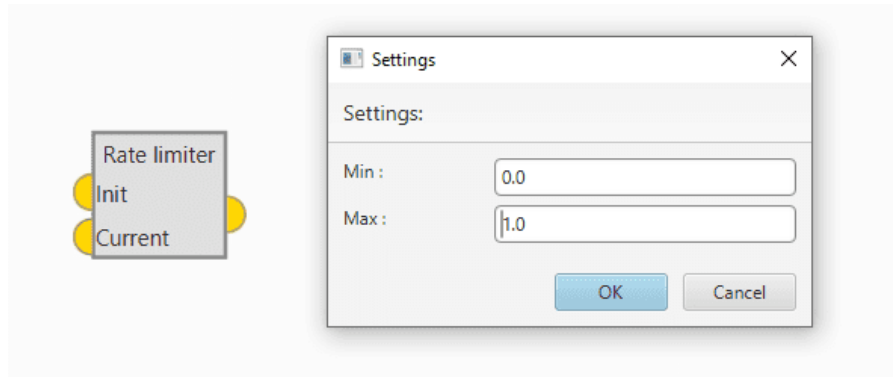 Rate limiter
Init
Current
Settings
Settings:
Min :
0.0
Max :
1.0
OK
Cancel